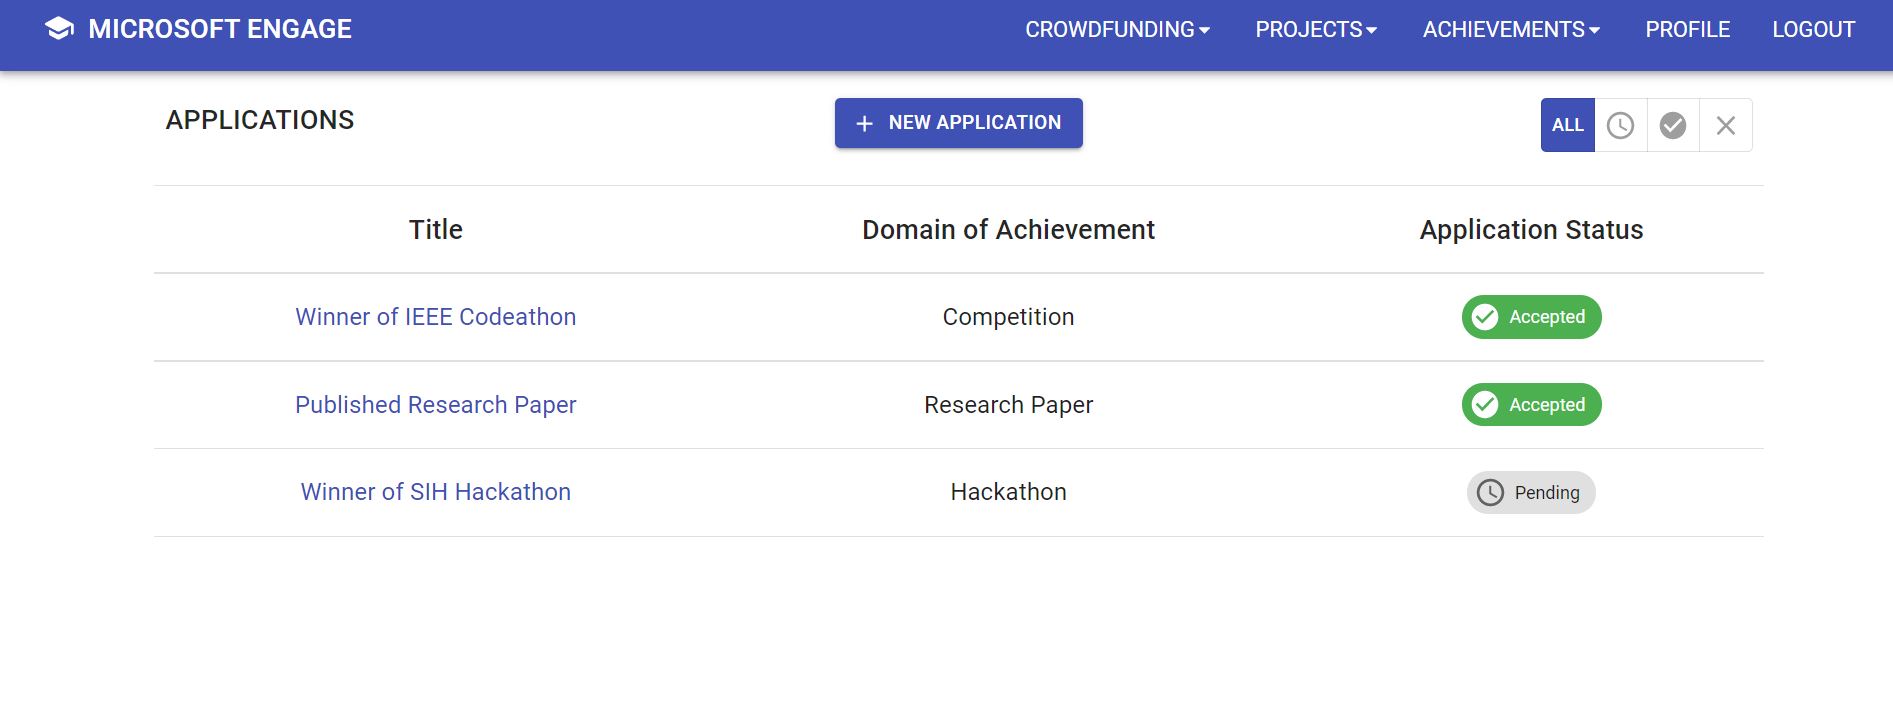 MICROSOFT ENGAGE CROWDFUNDING PROJECTS ACHIEVEMENTS PROFILE LOGOUT
APPLICATIONS NEW APPLICATION ALL
Title Domain of Achievement Application Status
Winner of IEEE Codeathon Competition Accepted
Published Research Paper Research Paper Accepted
Winner of SIH Hackathon Hackathon Pending